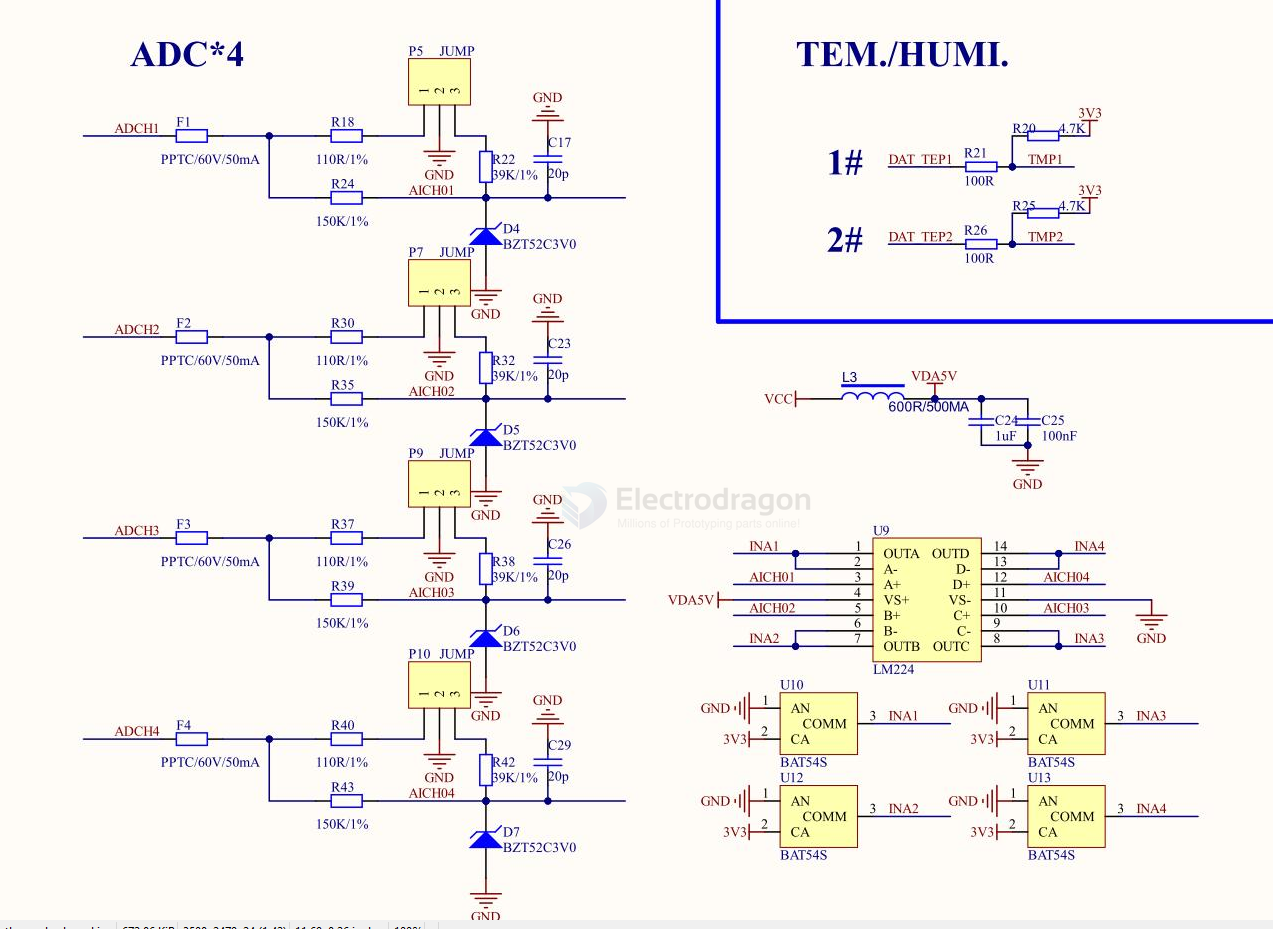 ADC*4
P5 JUMP
1 2 3
GND
ADCH1
F1
PPTC/60V/50mA
R18
110R/1%
R24
150K/1%
GND
AICH01
R22
39K/1%
C17
20p
D4
BZT52C3V0
GND
P7 JUMP
1 2 3
GND
ADCH2
F2
PPTC/60V/50mA
R30
110R/1%
R35
150K/1%
GND
AICH02
R32
39K/1%
C23
20p
D5
BZT52C3V0
GND
P9 JUMP
1 2 3
GND
ADCH3
F3
PPTC/60V/50mA
R37
110R/1%
R39
150K/1%
GND
AICH03
R38
39K/1%
C26
20p
D6
BZT52C3V0
GND
P10 JUMP
1 2 3
GND
ADCH4
F4
PPTC/60V/50mA
R40
110R/1%
R43
150K/1%
GND
AICH04
R42
39K/1%
C29
20p
D7
BZT52C3V0
GND
TEM./HUMI.
3V3
R20 4.7K
1# DAT TEP1 R21 TMP1
100R
3V3
R25 4.7K
2# DAT TEP2 R26 TMP2
100R
L3 VDA5V
VCC
600R/500MA
C24 C25
1uF 100nF
GND
Electrodragon
Millions of Prototyping parts online!
U9
INA1 1 OUTA OUTD 14 INA4
2 A- D- 13
AICH01 3 A+ D+ 12 AICH04
VDA5V 4 VS+ VS- 11
AICH02 5 B+ C+ 10 AICH03
6 B- C- 9
INA2 7 OUTB OUTC 8 INA3
GND
LM224
U10
GND 1 AN
COMM 3 INA1
3V3 2 CA
BAT54S
U11
GND 1 AN
COMM 3 INA3
3V3 2 CA
BAT54S
U12
GND 1 AN
COMM 3 INA2
3V3 2 CA
BAT54S
U13
GND 1 AN
COMM 3 INA4
3V3 2 CA
BAT54S